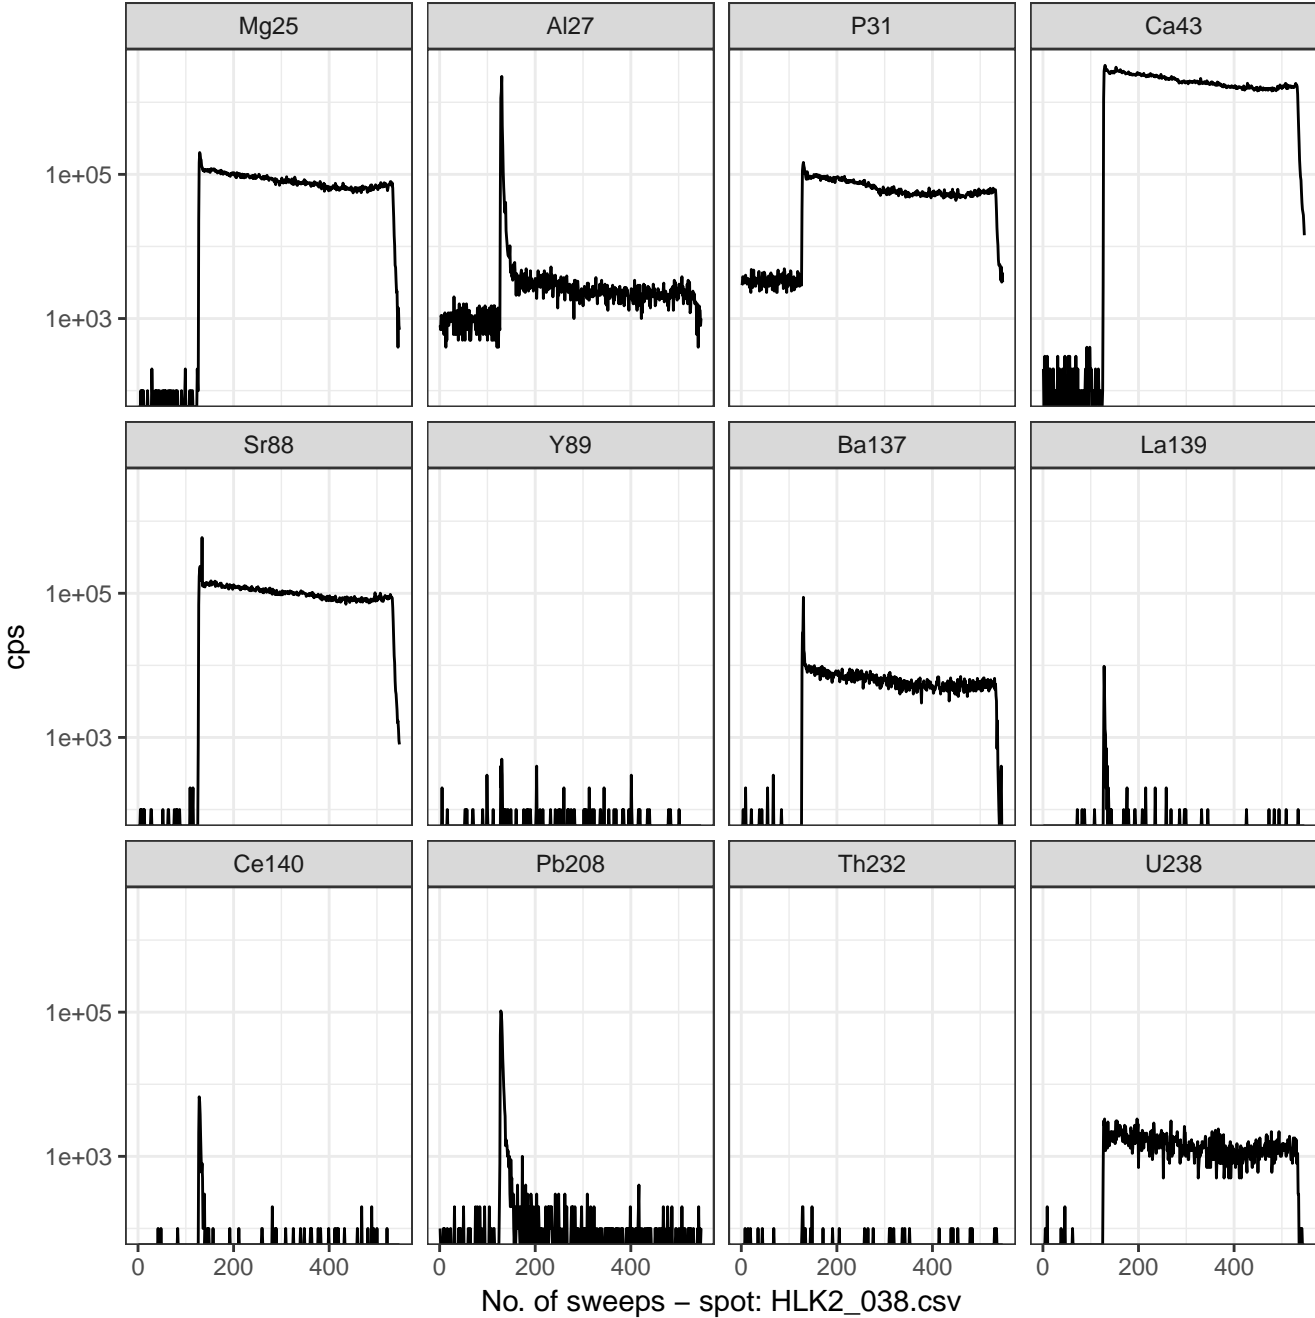 Mg25 Al27 P31 Ca43
1e+05
1e+03
Sr88 Y89 Ba137 La139
1e+05
1e+03
Ce140 Pb208 Th232 U238
1e+05
1e+03
cps
0 200 400 0 200 400 0 200 400 0 200 400
No. of sweeps − spot: HLK2_038.csv